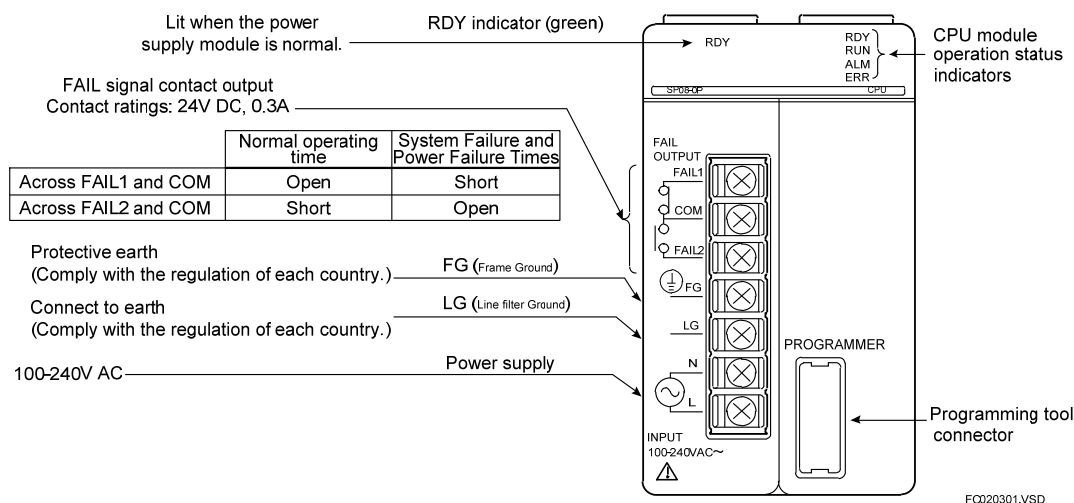 Lit when the power
supply module is normal.
RDY indicator (green)
RDY
RDY
RUN
ALM
ERR
CPU module
operation status
indicators
SP08-0P
CPU
FAIL signal contact output
Contact ratings: 24V DC, 0.3A
Normal operating
time
System Failure and
Power Failure Times
Across FAIL1 and COM
Open
Short
Across FAIL2 and COM
Short
Open
FAIL
OUTPUT
FAIL1
COM
FAIL2
FG
LG
N
L
INPUT
100-240VAC~
Protective earth
(Comply with the regulation of each country.)
FG (Frame Ground)
Connect to earth
(Comply with the regulation of each country.)
LG (Line filter Ground)
100-240V AC
Power supply
PROGRAMMER
Programming tool
connector
FC020301.VSD